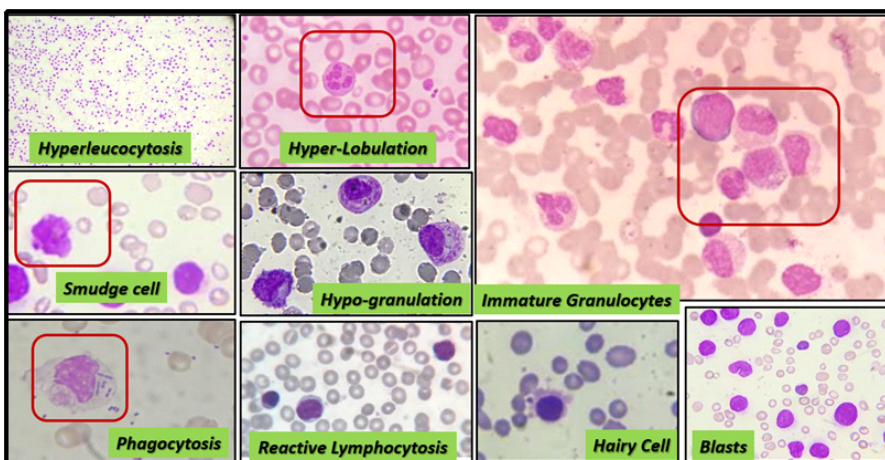 Hyperleucocytosis
Hyper-Lobulation
Smudge cell
Hypo-granulation
Immature Granulocytes
Phagocytosis
Reactive Lymphocytosis
Hairy Cell
Blasts